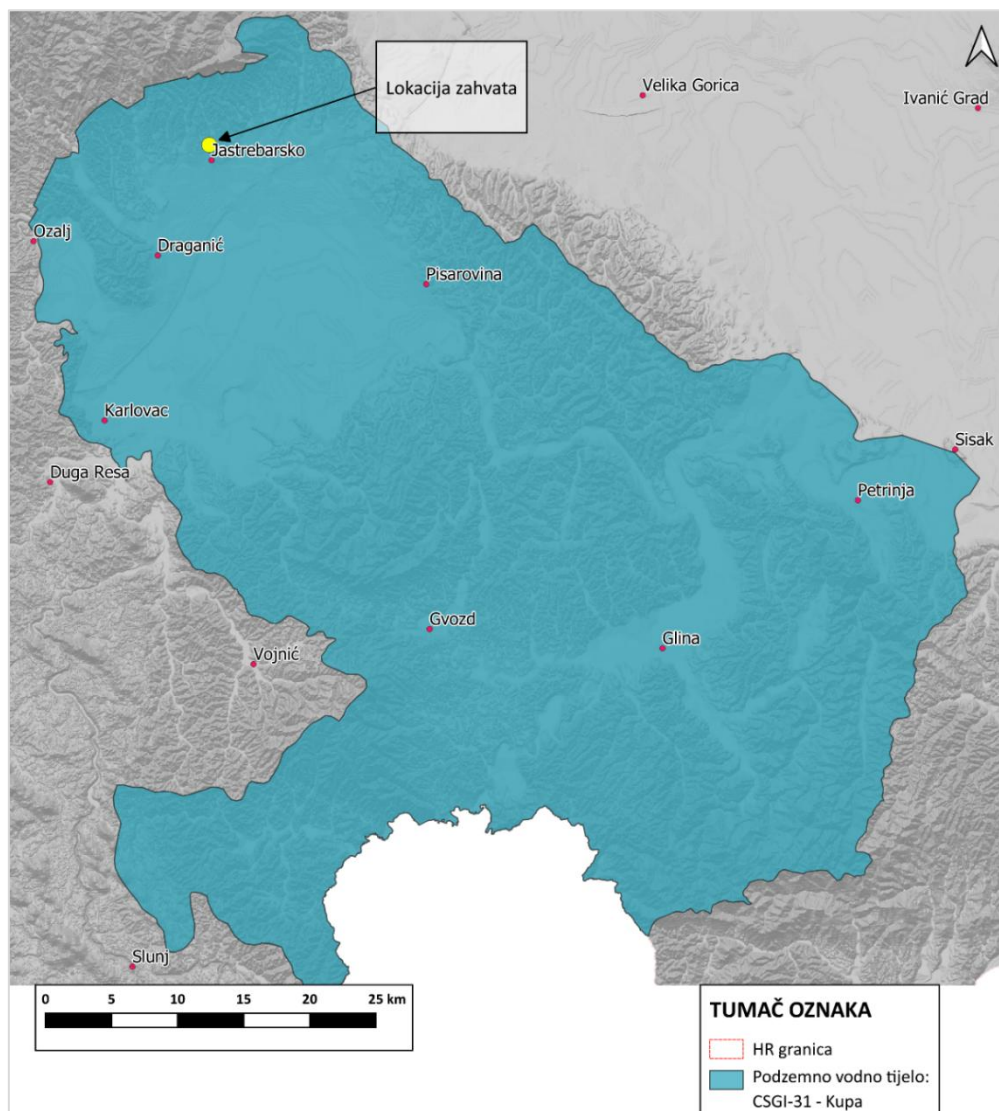 Lokacija zahvata
Velika Gorica
Ivanić Grad
Jastrebarsko
Ozalj
Draganić
Pisarovina
Karlovac
Duga Resa
Sisak
Petrinja
Gvozd
Glina
Vojnić
Slunj
0 5 10 15 20 25 km
TUMAČ OZNAKA
HR granica
Podzemno vodno tijelo:
CSGI-31 - Kupa